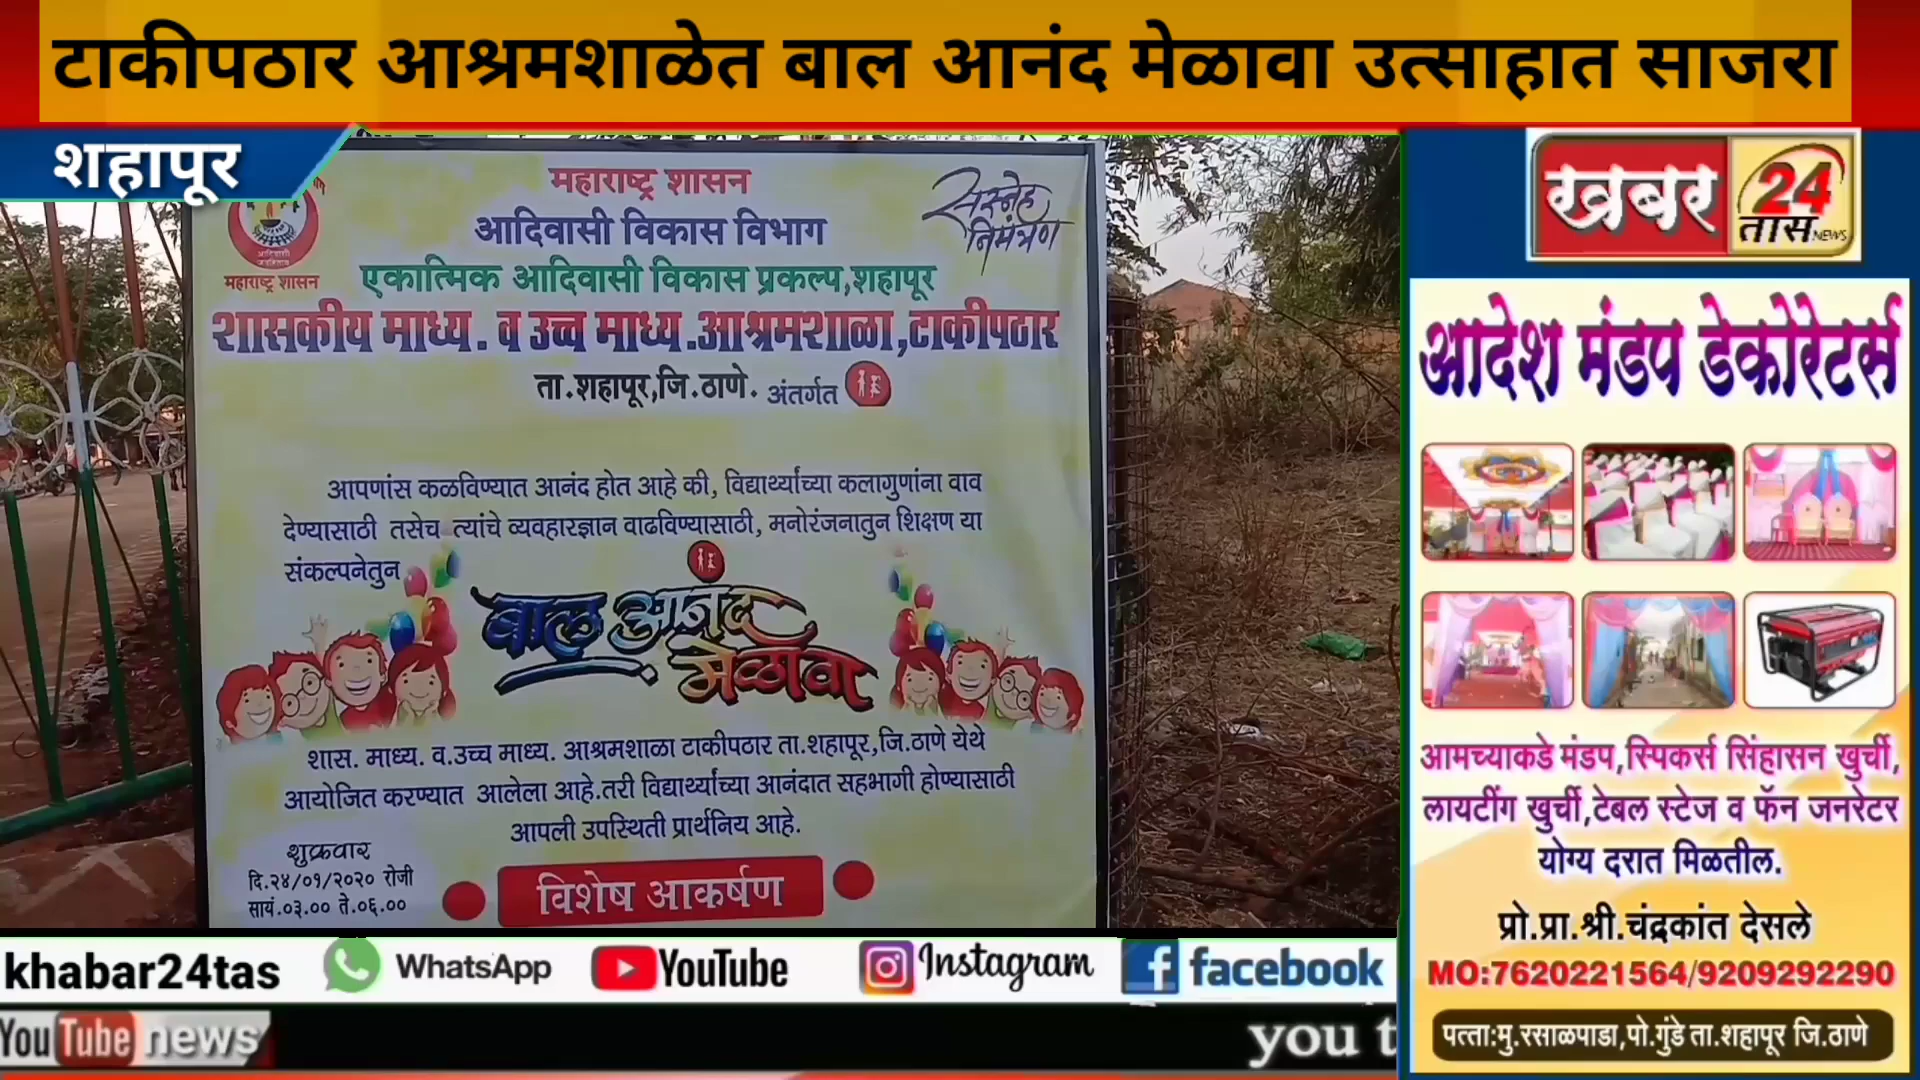 टाकीपठार आश्रमशाळेत बाल आनंद मेळावा उत्साहात साजरा
शहापूर
महाराष्ट्र शासन
सस्नेह
निमंत्रण
आदिवासी विकास विभाग
महाराष्ट्र शासन
एकात्मिक आदिवासी विकास प्रकल्प,शहापूर
शासकीय माध्य. व उच्च माध्य.आश्रमशाळा,टाकीपठार
ता.शहापूर,जि.ठाणे. अंतर्गत
आपणांस कळविण्यात आनंद होत आहे की, विद्यार्थ्यांच्या कलागुणांना वाव
देण्यासाठी तसेच त्यांचे व्यवहारज्ञान वाढविण्यासाठी, मनोरंजनातुन शिक्षण या
संकल्पनेतुन
बाल आनंद
मेळावा
शास. माध्य. व.उच्च माध्य. आश्रमशाळा टाकीपठार ता.शहापूर,जि.ठाणे येथे
आयोजित करण्यात आलेला आहे.तरी विद्यार्थ्यांच्या आनंदात सहभागी होण्यासाठी
आपली उपस्थिती प्रार्थनिय आहे.
शुक्रवार
दि.२४/०१/२०२० रोजी
सायं.०३.०० ते.०६.००
विशेष आकर्षण
खबर 24
तास NEWS
आदेश मंडप डेकोरेटर्स
आमच्याकडे मंडप,स्पिकर्स सिंहासन खुर्ची,
लायटींग खुर्ची,टेबल स्टेज व फॅन जनरेटर
योग्य दरात मिळतील.
प्रो.प्रा.श्री.चंद्रकांत देसले
MO:7620221564/9209292290
पत्ता:मु.रसाळपाडा,पो.गुंडे ता.शहापूर जि.ठाणे
khabar24tas WhatsApp YouTube Instagram facebook
YouTube news
you t